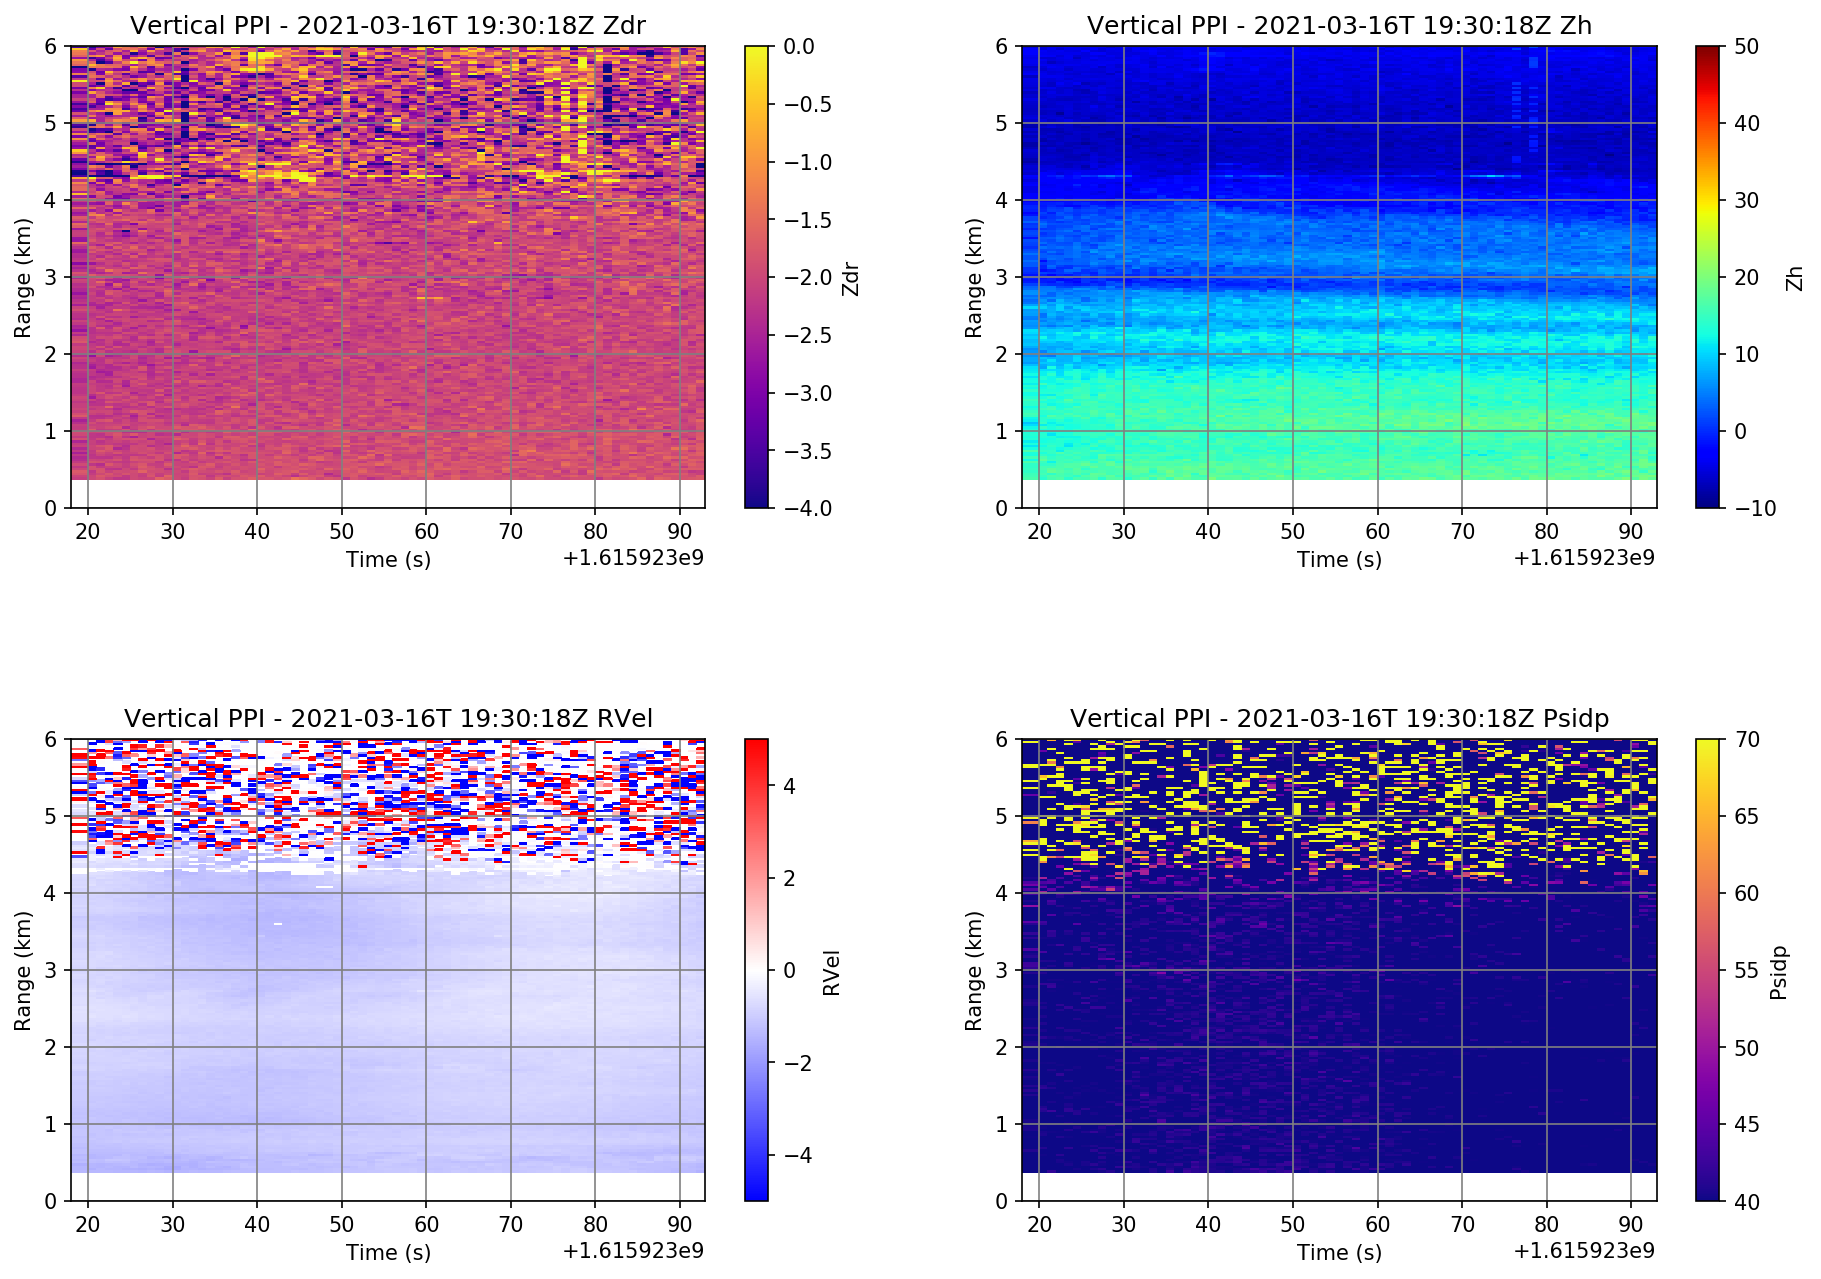 Vertical PPI - 2021-03-16T 19:30:18Z Zdr
6
5
4
3
2
1
0
Range (km)
20 30 40 50 60 70 80 90
Time (s)
+1.615923e9
0.0
−0.5
−1.0
−1.5
−2.0
−2.5
−3.0
−3.5
−4.0
Zdr
Vertical PPI - 2021-03-16T 19:30:18Z Zh
6
5
4
3
2
1
0
Range (km)
20 30 40 50 60 70 80 90
Time (s)
+1.615923e9
50
40
30
20
10
0
−10
Zh
Vertical PPI - 2021-03-16T 19:30:18Z RVel
6
5
4
3
2
1
0
Range (km)
20 30 40 50 60 70 80 90
Time (s)
+1.615923e9
4
2
0
−2
−4
RVel
Vertical PPI - 2021-03-16T 19:30:18Z Psidp
6
5
4
3
2
1
0
Range (km)
20 30 40 50 60 70 80 90
Time (s)
+1.615923e9
70
65
60
55
50
45
40
Psidp